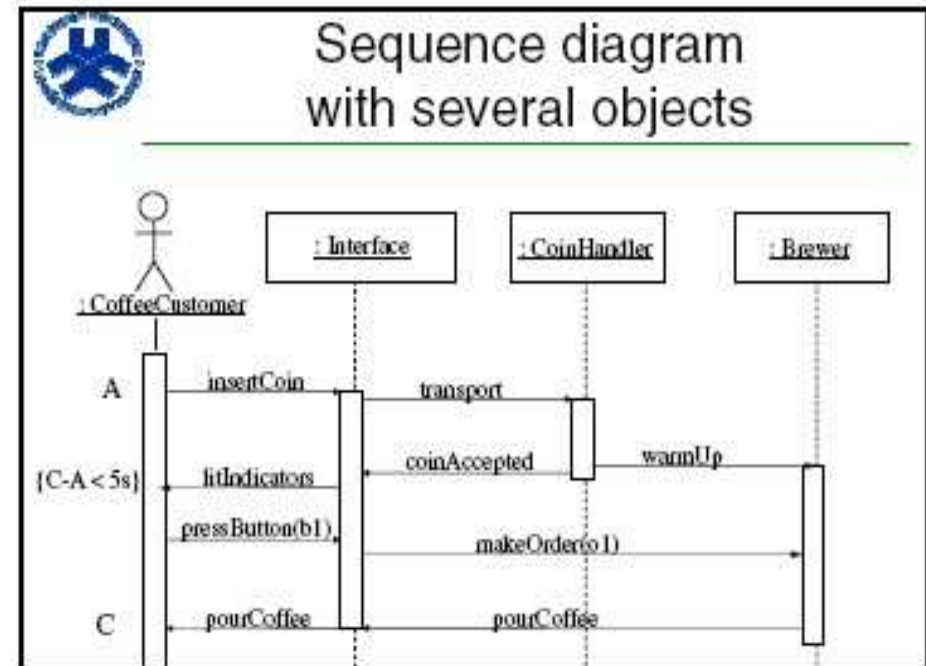 Sequence diagram
with several objects
: Interface
: CoinHandler
: Brewer
: CoffeeCustomer
A
insertCoin
transport
coinAccepted
warmUp
{C-A < 5s}
litIndicators
pressButton(b1)
makeOrder(o1)
C
pourCoffee
pourCoffee